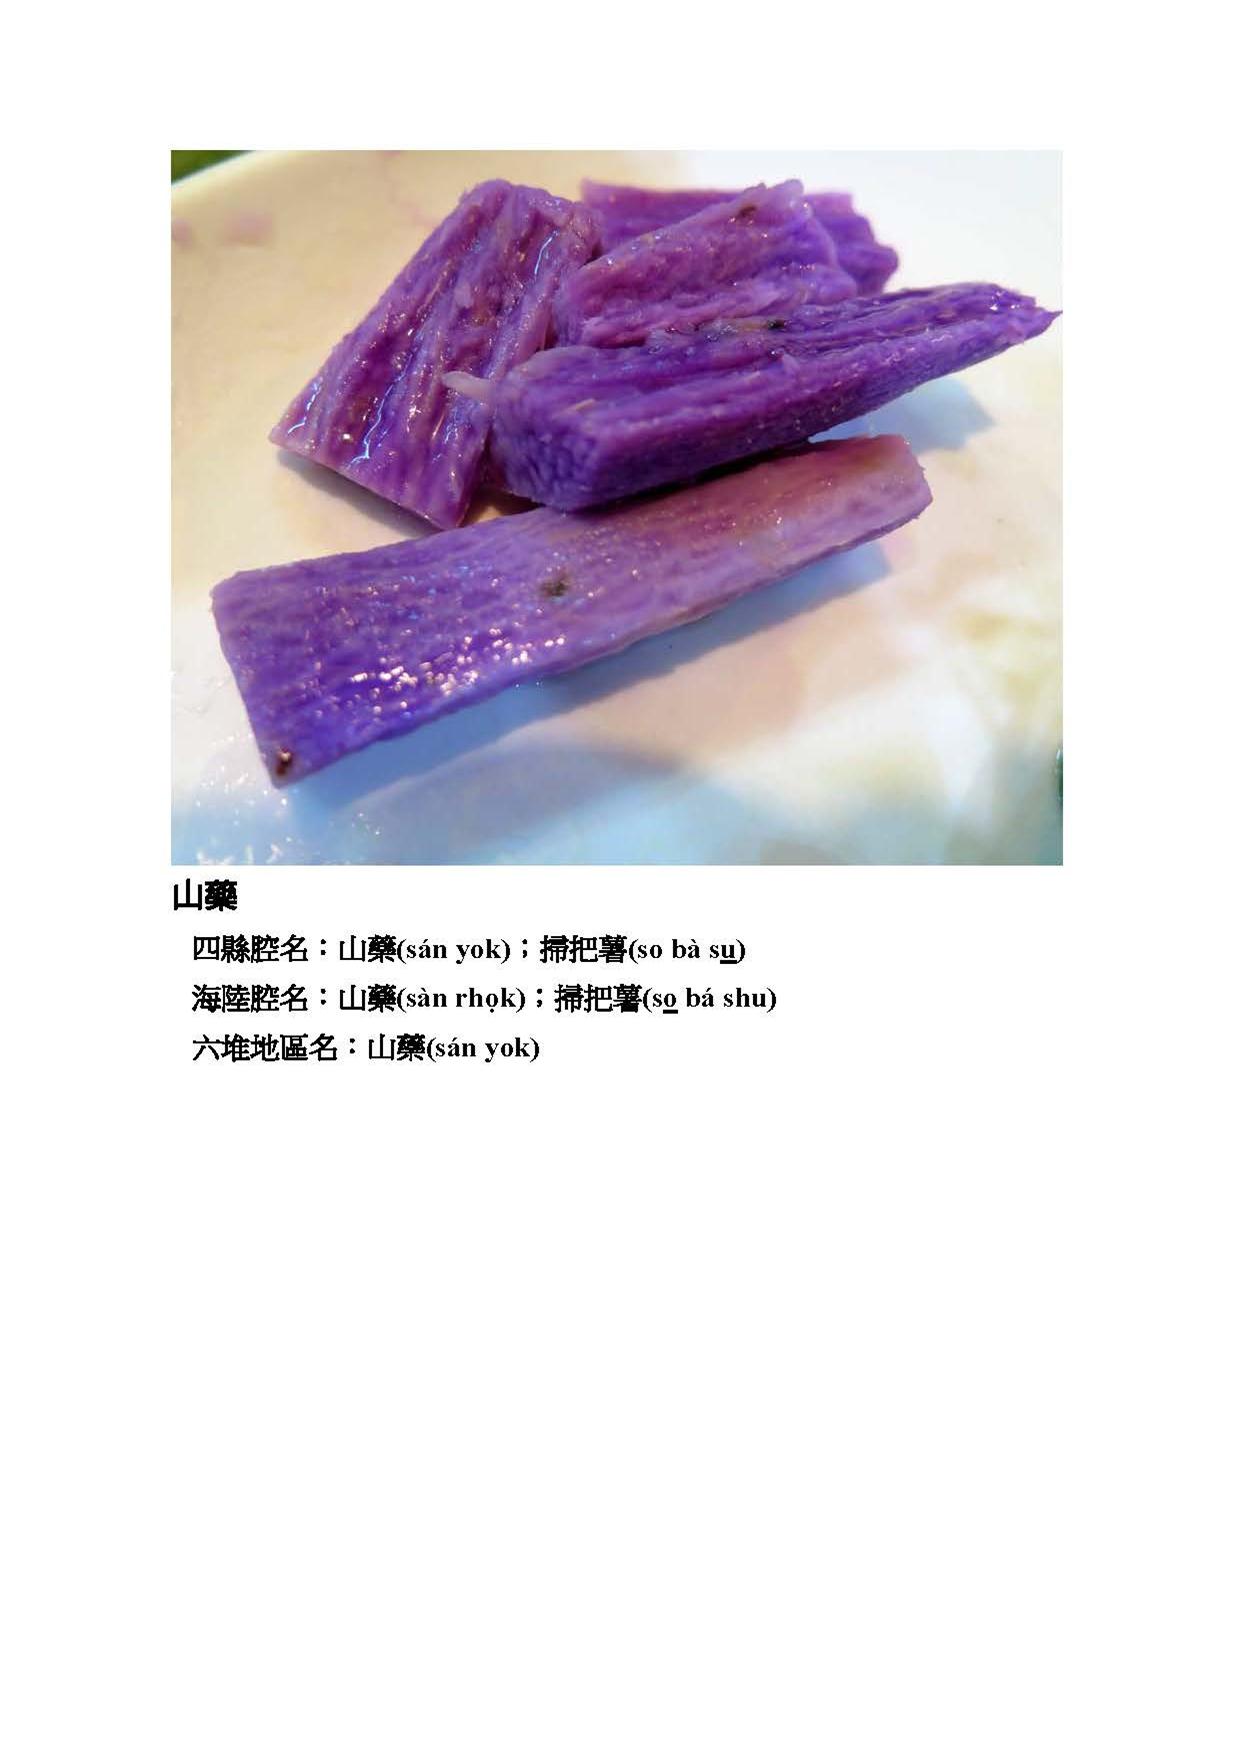 山藥
四縣腔名：山藥(sán yok)；掃把薯(so bà su̲)
海陸腔名：山藥(sàn rhọk)；掃把薯(so̲ bá shu)
六堆地區名：山藥(sán yok)